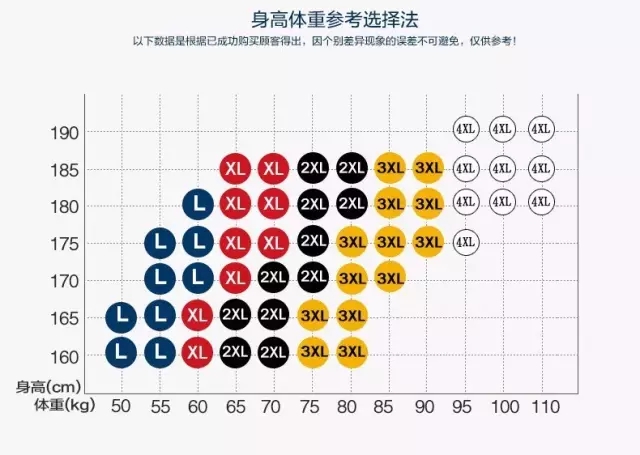 身高体重参考选择法
以下数据是根据已成功购买顾客得出，因个别差异现象的误差不可避免，仅供参考！
190 4XL 4XL 4XL
185 XL XL 2XL 2XL 3XL 3XL 4XL 4XL 4XL
180 L XL XL 2XL 2XL 3XL 3XL 4XL 4XL 4XL
175 L L XL XL 2XL 3XL 3XL 3XL 4XL
170 L L XL 2XL 2XL 3XL 3XL
165 L L XL 2XL 2XL 3XL 3XL
160 L L XL 2XL 2XL 3XL 3XL
身高(cm)
体重(kg) 50 55 60 65 70 75 80 85 90 95 100 110